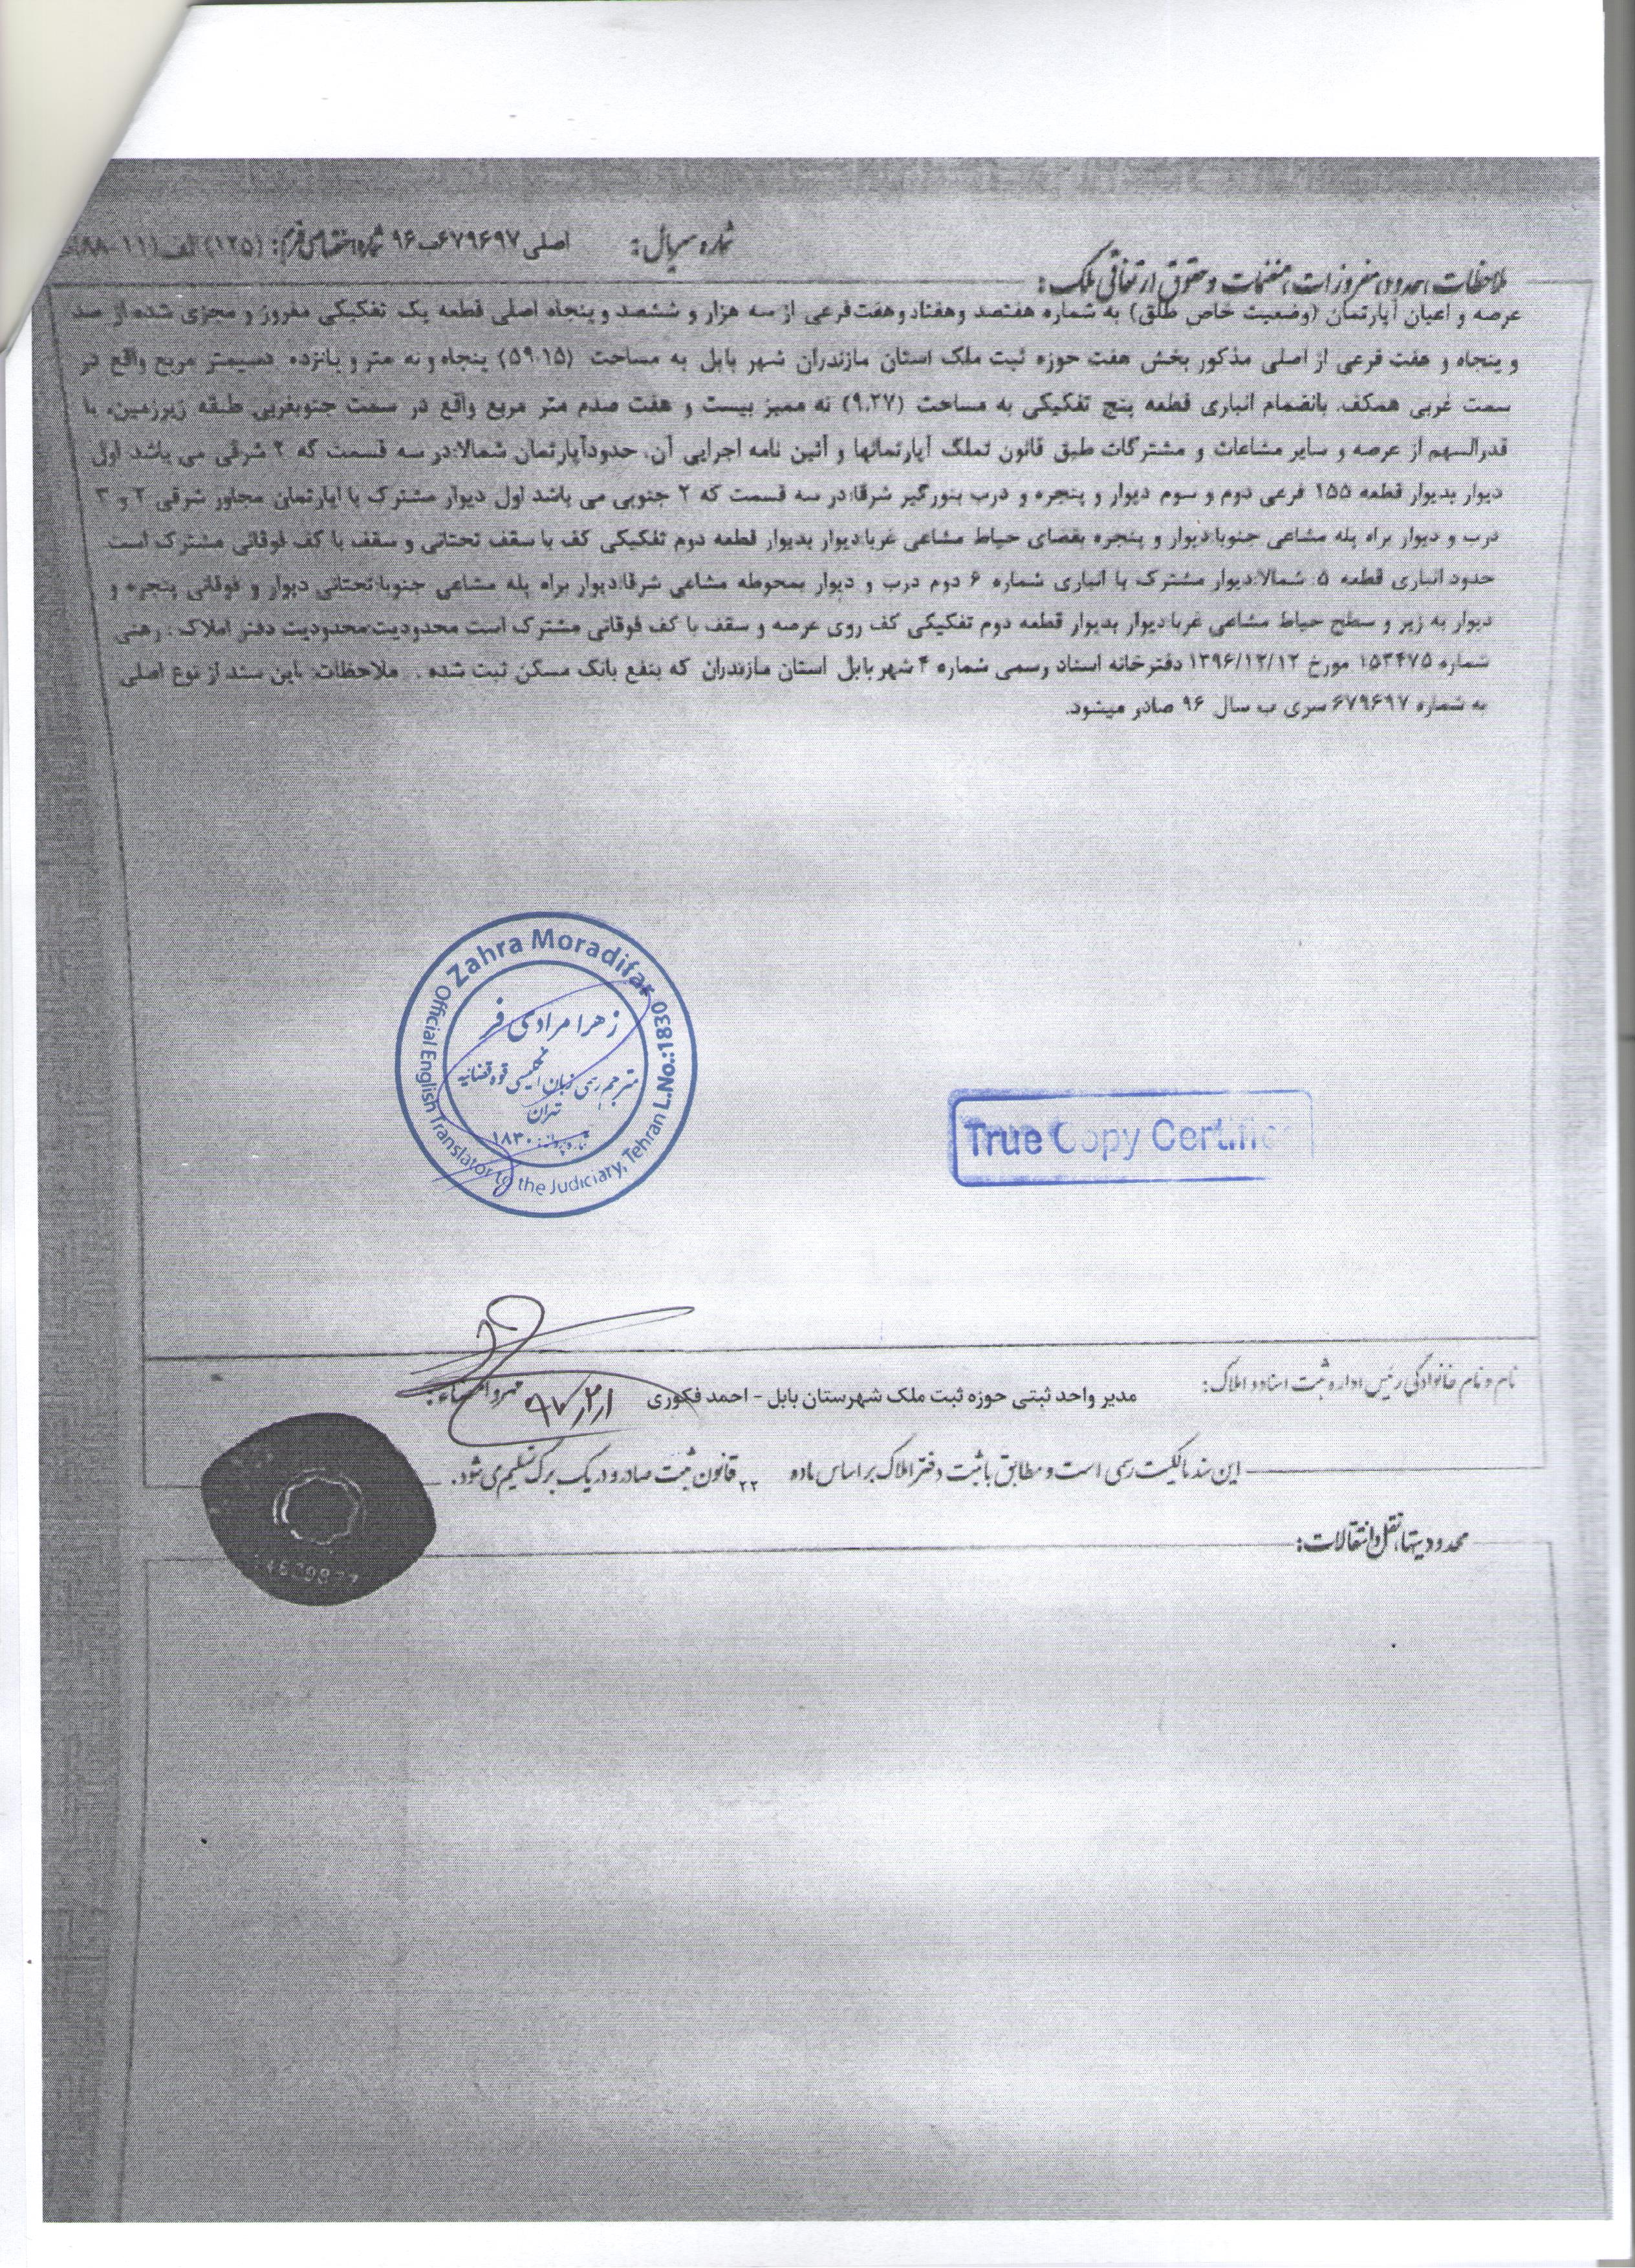 شماره سریال: اصلی ۶۷۹۶۹۷ب۹۶ شماره اختصاصی فرم: (۱۲۵) الف(۱۱
ملاحظات، حدود، مفروزات، منضمات و حقوق ارتفاقی ملک:
عرصه و اعیان آپارتمان (وضعیت خاص طلق) به شماره هفتصد و هفتاد و هفت فرعی از سه هزار و ششصد و پنجاه اصلی قطعه یک تفکیکی مفروز و مجزی شده از صد
و پنجاه و هفت فرعی از اصلی مذکور بخش هفت حوزه ثبت ملک استان مازندران شهر بابل به مساحت (۵۹.۱۵) پنجاه و نه متر و پانزده دسیمتر مربع واقع در
سمت غربی همکف. بانضمام انباری قطعه پنج تفکیکی به مساحت (۹.۲۷) نه ممیز بیست و هفت صدم متر مربع واقع در سمت جنوبغربی طبقه زیرزمین، با
قدرالسهم از عرصه و سایر مشاعات و مشترکات طبق قانون تملک آپارتمانها و آئین نامه اجرایی آن. حدودآپارتمان شمالا:در سه قسمت که ۲ شرقی می باشد اول
دیوار بدیوار قطعه ۱۵۵ فرعی دوم و سوم دیوار و پنجره و درب بنورگیر شرقا:در سه قسمت که ۲ جنوبی می باشد اول دیوار مشترک با آپارتمان مجاور شرقی ۲ و ۳
درب و دیوار براه پله مشاعی جنوبا:دیوار و پنجره بفضای حیاط مشاعی غربا:دیوار بدیوار قطعه دوم تفکیکی کف با سقف تحتانی و سقف با کف فوقانی مشترک است
حدود انباری قطعه ۵: شمالا:دیوار مشترک با انباری شماره ۶ دوم درب و دیوار بمحوطه مشاعی شرقا:دیوار براه پله مشاعی جنوبا:تحتانی دیوار و فوقانی پنجره و
دیوار به زیر و سطح حیاط مشاعی غربا:دیوار بدیوار قطعه دوم تفکیکی کف روی عرصه و سقف با کف فوقانی مشترک است محدودیت:محدودیت دفتر املاک : رهنی
شماره ۱۵۳۴۷۵ مورخ ۱۳۹۶/۱۲/۱۲ دفترخانه اسناد رسمی شماره ۴ شهر بابل استان مازندران که بنفع بانک مسکن ثبت شده . ملاحظات: این سند از نوع اصلی
به شماره ۶۷۹۶۹۷ سری ب سال ۹۶ صادر میشود.
Zahra Moradifar L.No.:1830
Official English Translator to the Judiciary, Tehran
زهرا مرادی فر
مترجم رسمی زبان انگلیسی قوه قضائیه
تهران
شماره پروانه: ۱۸۳۰
True Copy Certifie
نام و نام خانوادگی رئیس اداره ثبت اسناد و املاک: مدیر واحد ثبتی حوزه ثبت ملک شهرستان بابل - احمد فکوری مهر و امضاء:
این سند مالکیت رسمی است و مطابق با ثبت دفتر املاک بر اساس ماده ۲۲ قانون ثبت صادر و در یک برگ تسلیم می شود.
محدودیتها، نقل و انتقالات: